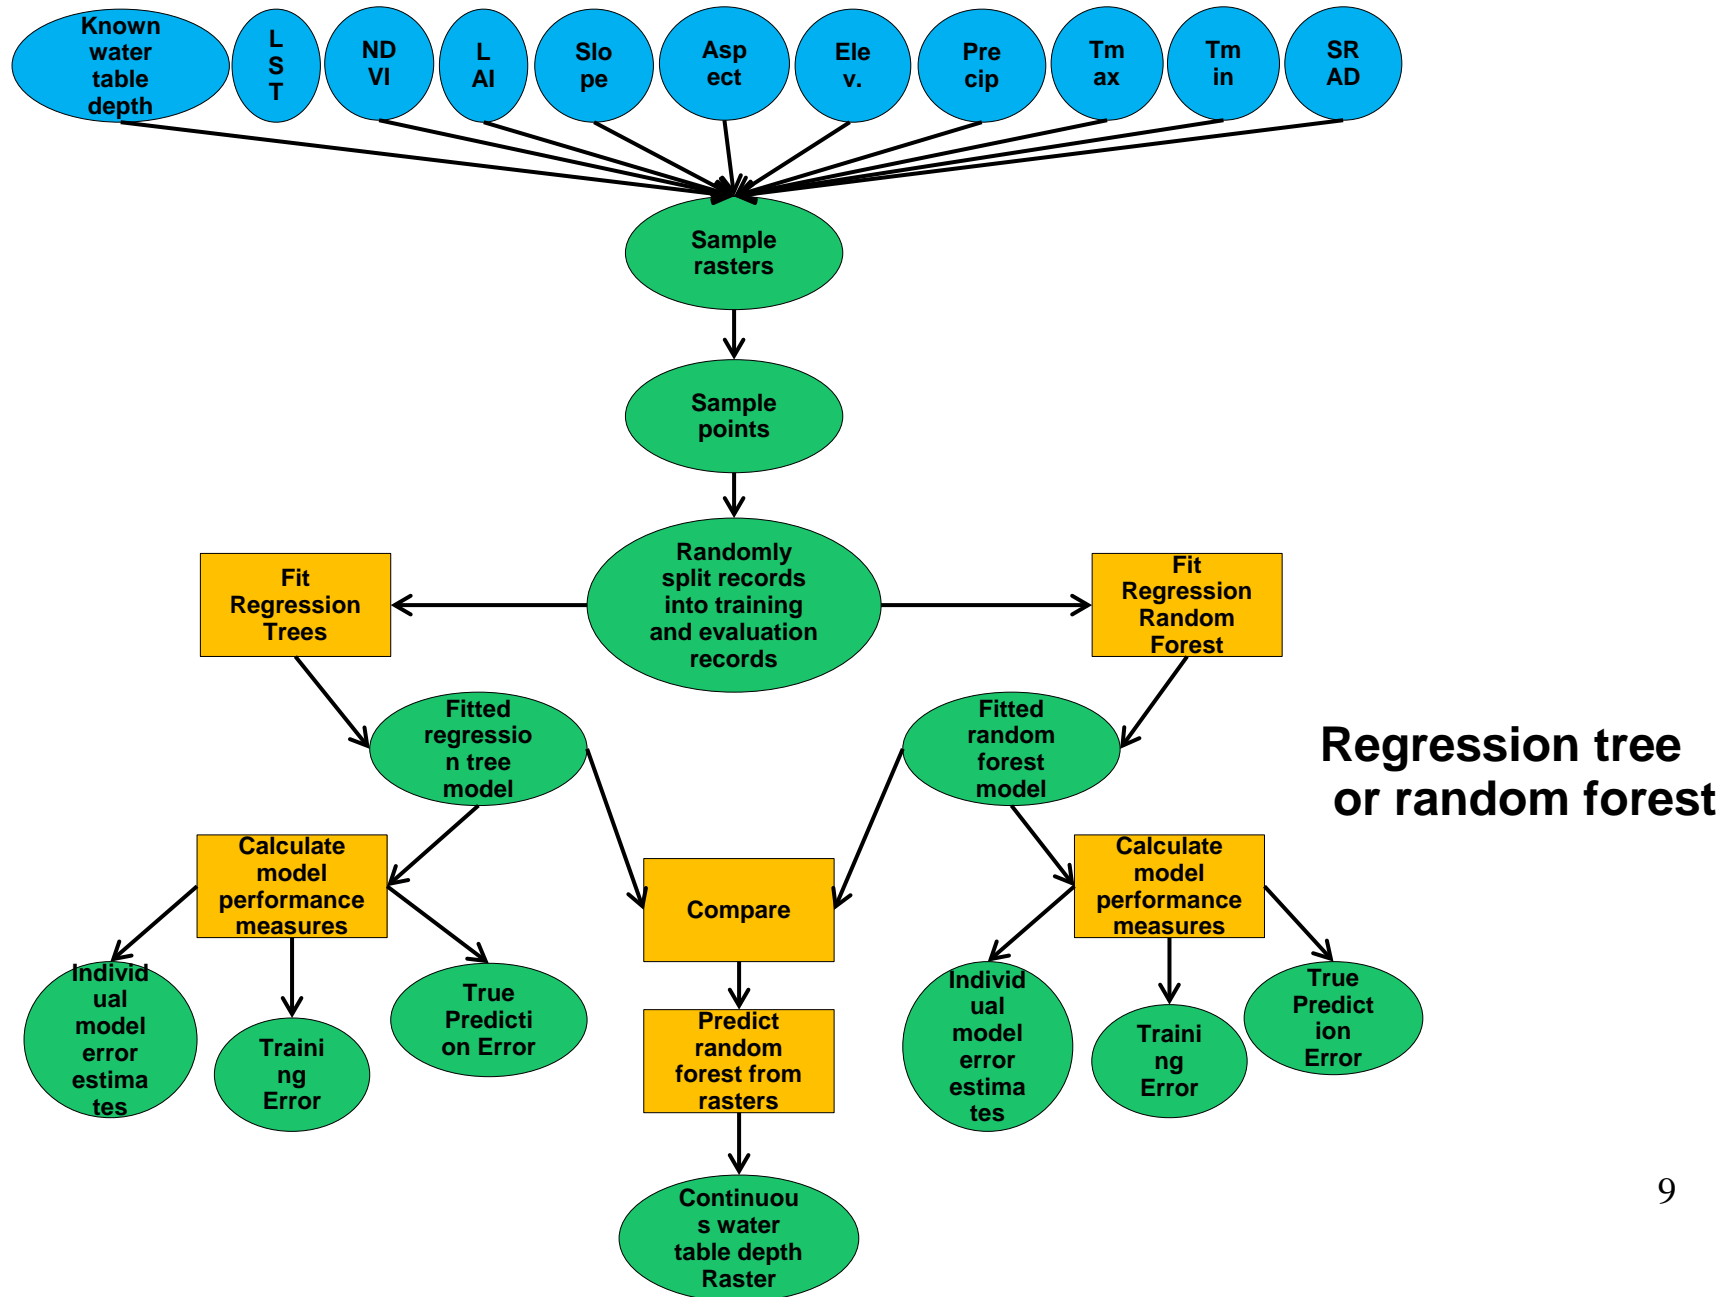 Known
water
table
depth
L
S
T
ND
VI
L
AI
Slo
pe
Asp
ect
Ele
v.
Pre
cip
Tm
ax
Tm
in
SR
AD
Sample
rasters
Sample
points
Randomly
split records
into training
and evaluation
records
Fit
Regression
Trees
Fit
Regression
Random
Forest
Fitted
regressio
n tree
model
Fitted
random
forest
model
Regression tree
or random forest
Calculate
model
performance
measures
Compare
Calculate
model
performance
measures
Individ
ual
model
error
estima
tes
Traini
ng
Error
True
Predicti
on Error
Predict
random
forest from
rasters
Individ
ual
model
error
estima
tes
Traini
ng
Error
True
Predict
ion
Error
Continuou
s water
table depth
Raster
9